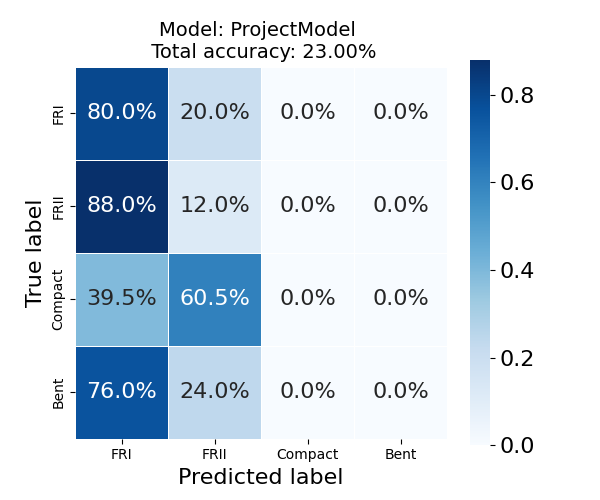 Model: ProjectModel
Total accuracy: 23.00%
FRI 80.0% 20.0% 0.0% 0.0%
FRII 88.0% 12.0% 0.0% 0.0%
Compact 39.5% 60.5% 0.0% 0.0%
Bent 76.0% 24.0% 0.0% 0.0%
True label
FRI FRII Compact Bent
Predicted label
0.8
0.6
0.4
0.2
0.0